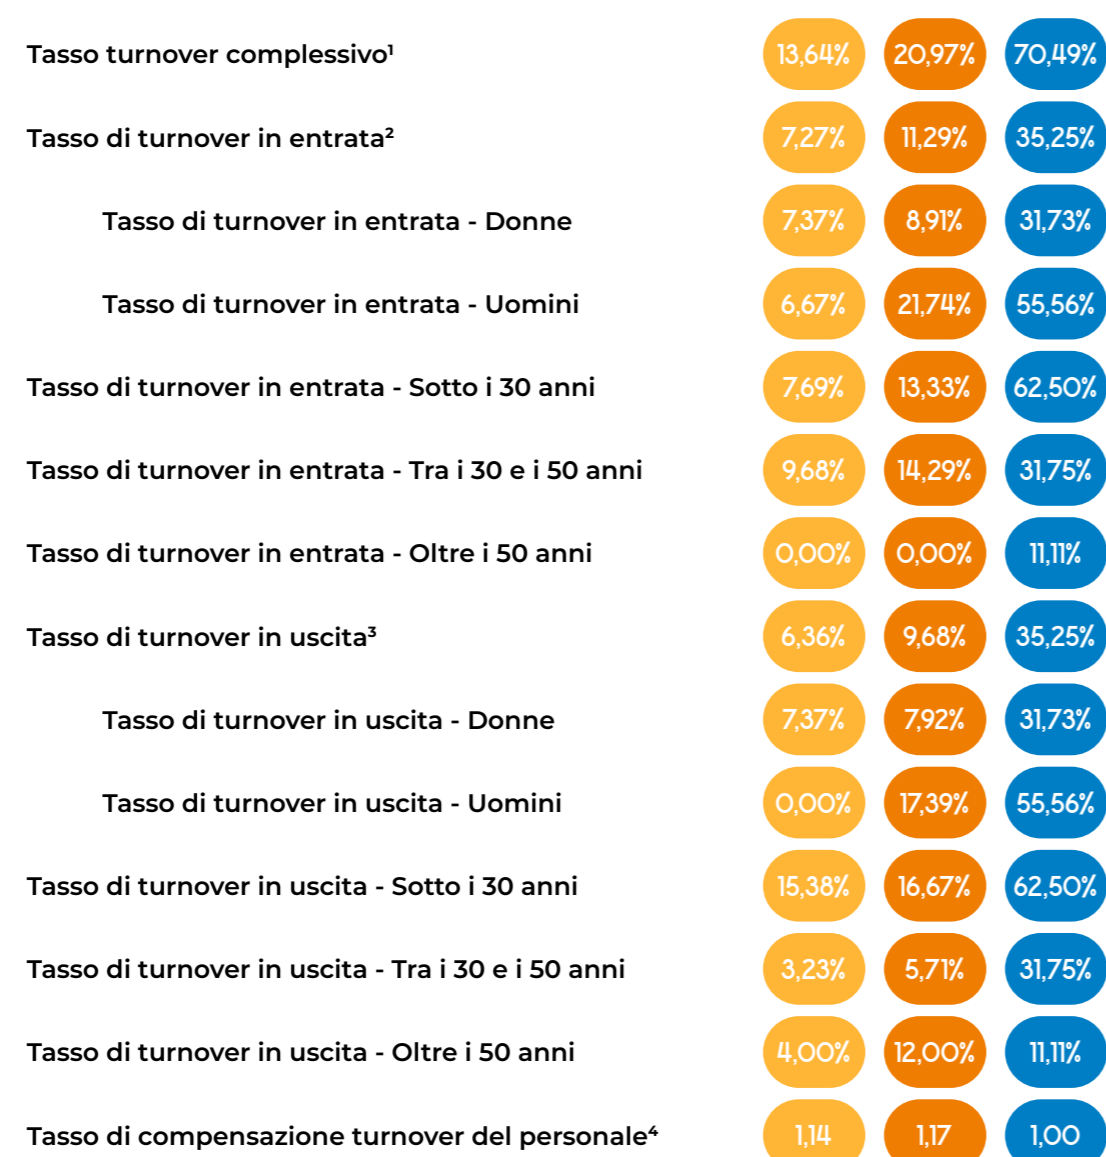 Tasso turnover complessivo¹ 13,64% 20,97% 70,49%
Tasso di turnover in entrata² 7,27% 11,29% 35,25%
Tasso di turnover in entrata - Donne 7,37% 8,91% 31,73%
Tasso di turnover in entrata - Uomini 6,67% 21,74% 55,56%
Tasso di turnover in entrata - Sotto i 30 anni 7,69% 13,33% 62,50%
Tasso di turnover in entrata - Tra i 30 e i 50 anni 9,68% 14,29% 31,75%
Tasso di turnover in entrata - Oltre i 50 anni 0,00% 0,00% 11,11%
Tasso di turnover in uscita³ 6,36% 9,68% 35,25%
Tasso di turnover in uscita - Donne 7,37% 7,92% 31,73%
Tasso di turnover in uscita - Uomini 0,00% 17,39% 55,56%
Tasso di turnover in uscita - Sotto i 30 anni 15,38% 16,67% 62,50%
Tasso di turnover in uscita - Tra i 30 e i 50 anni 3,23% 5,71% 31,75%
Tasso di turnover in uscita - Oltre i 50 anni 4,00% 12,00% 11,11%
Tasso di compensazione turnover del personale⁴ 1,14 1,17 1,00